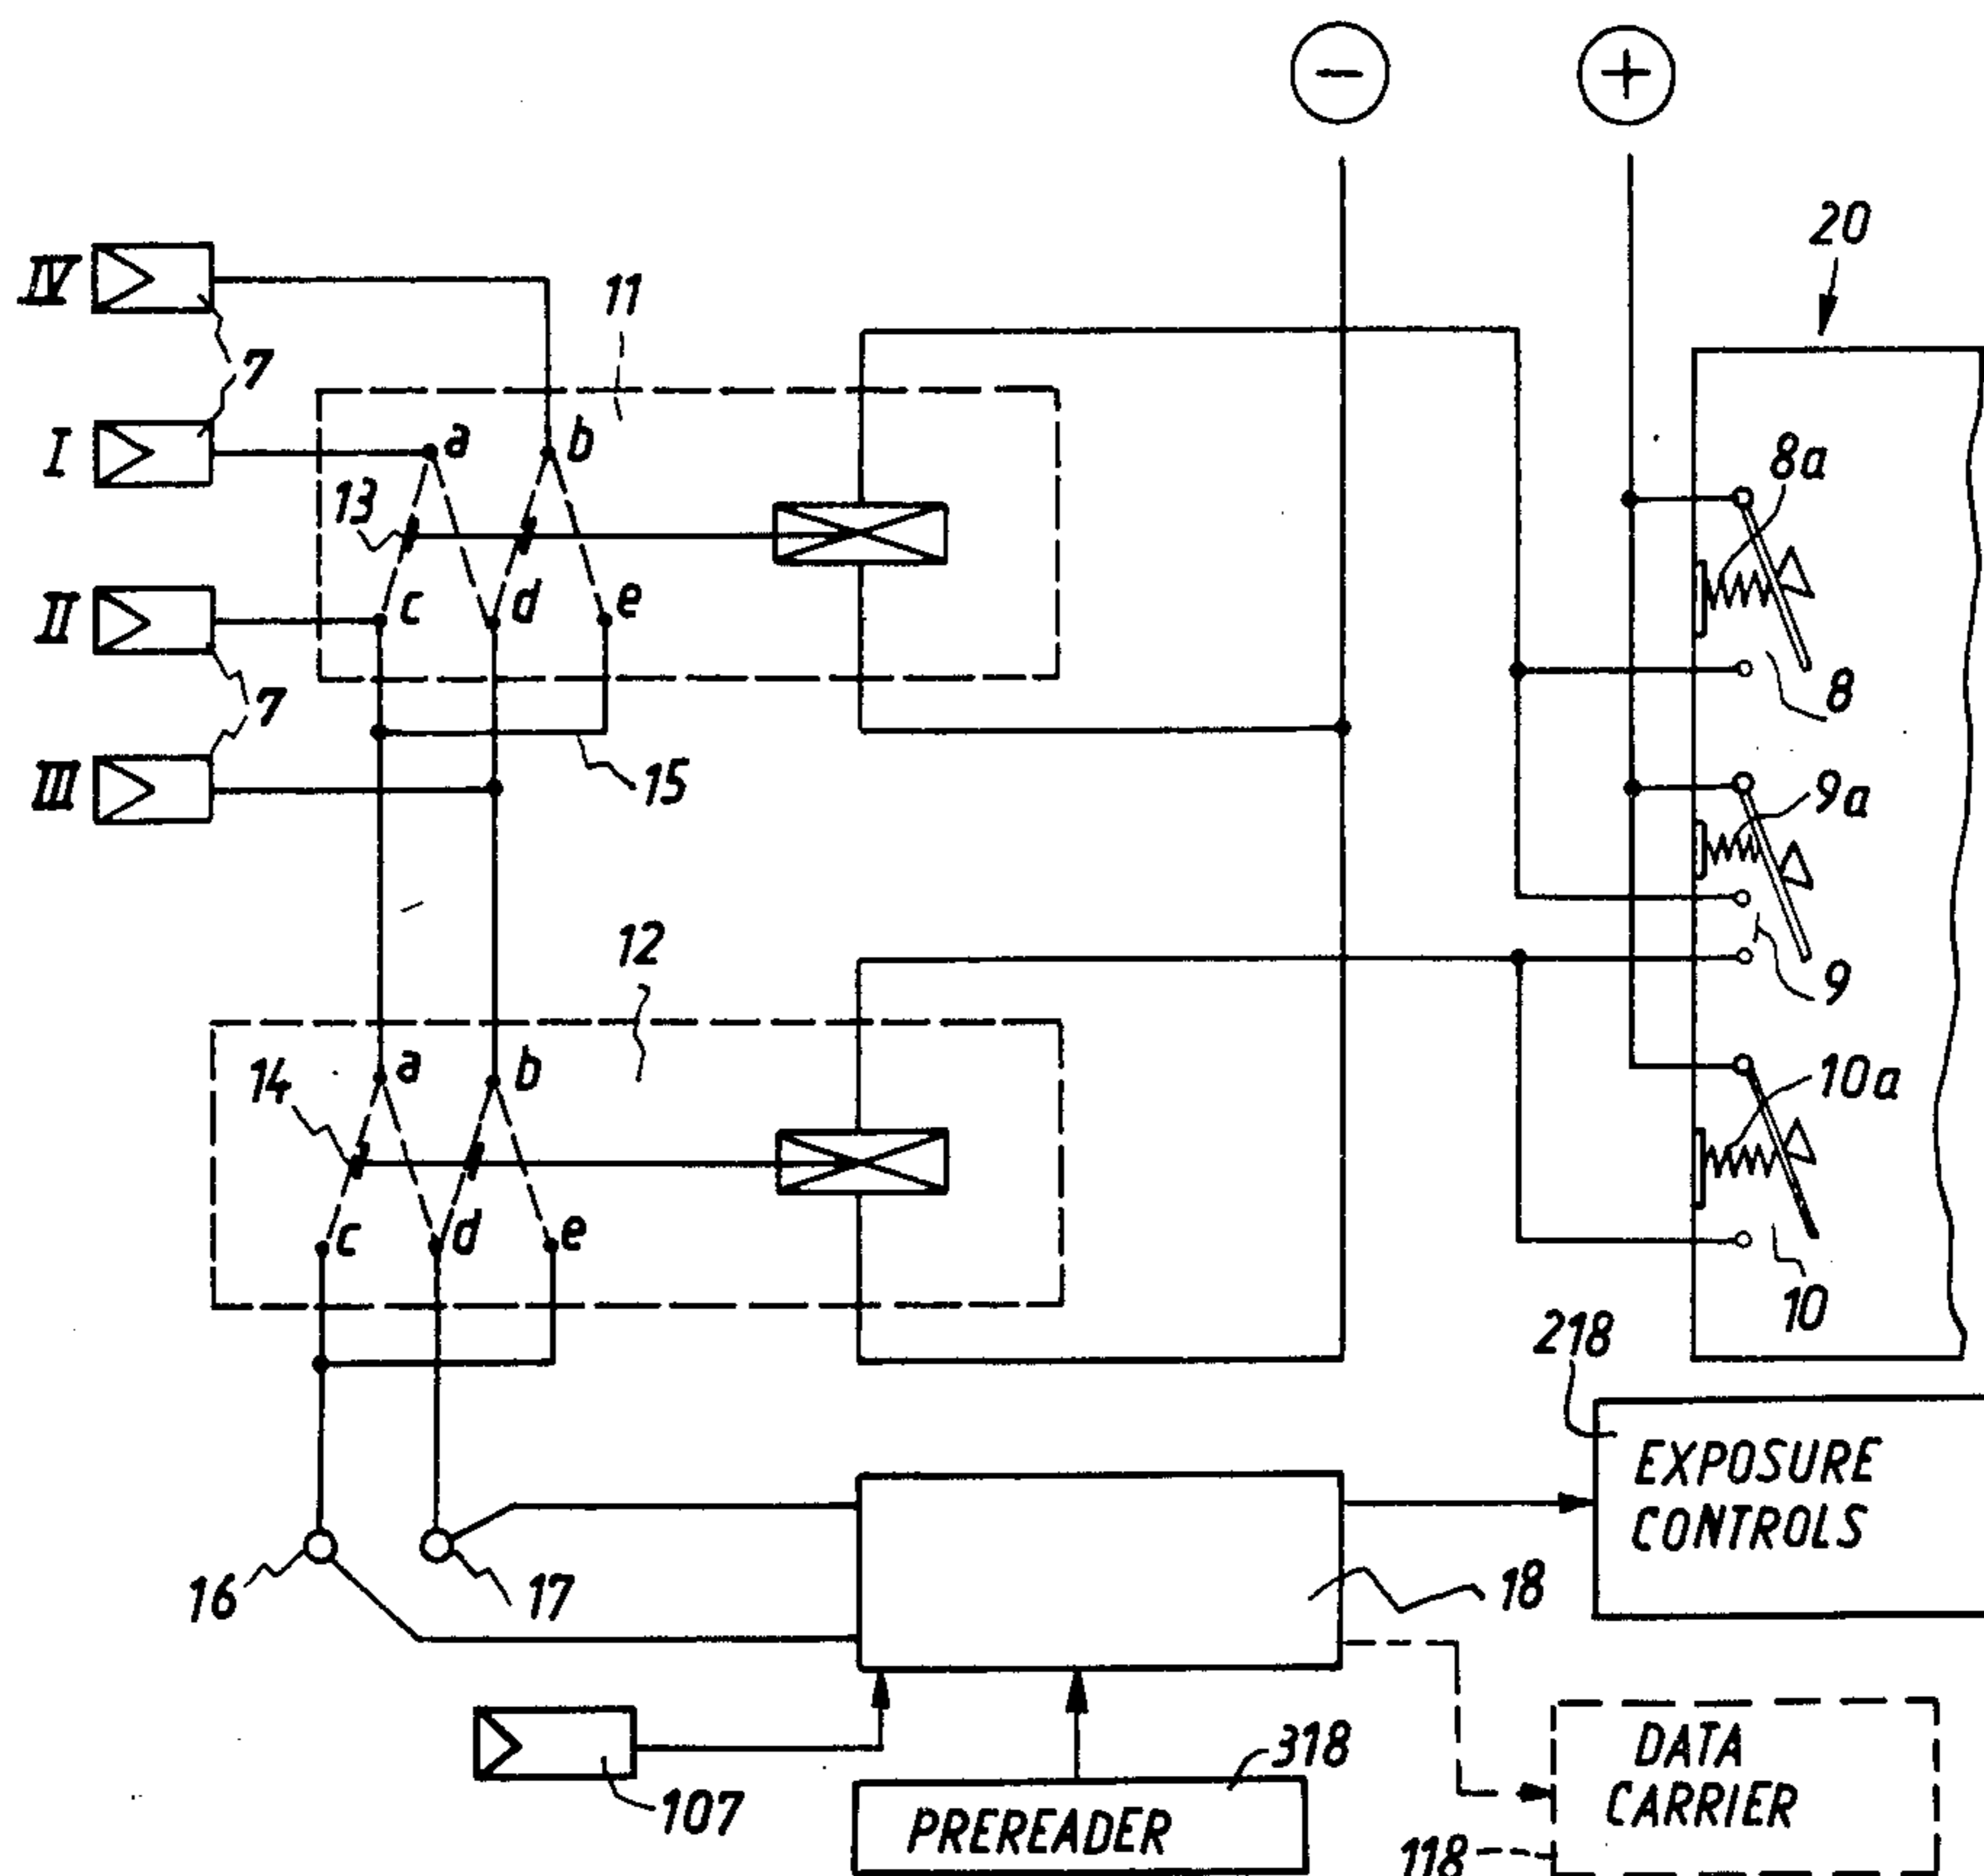 − +
20
IV
11
7
I
a b
8a
13
II
c d e
8
7
III
15
9a
12
9
a b
14
10a
c d e
10
218
EXPOSURE
CONTROLS
16 17 18
318
DATA
CARRIER
107
PREREADER
118